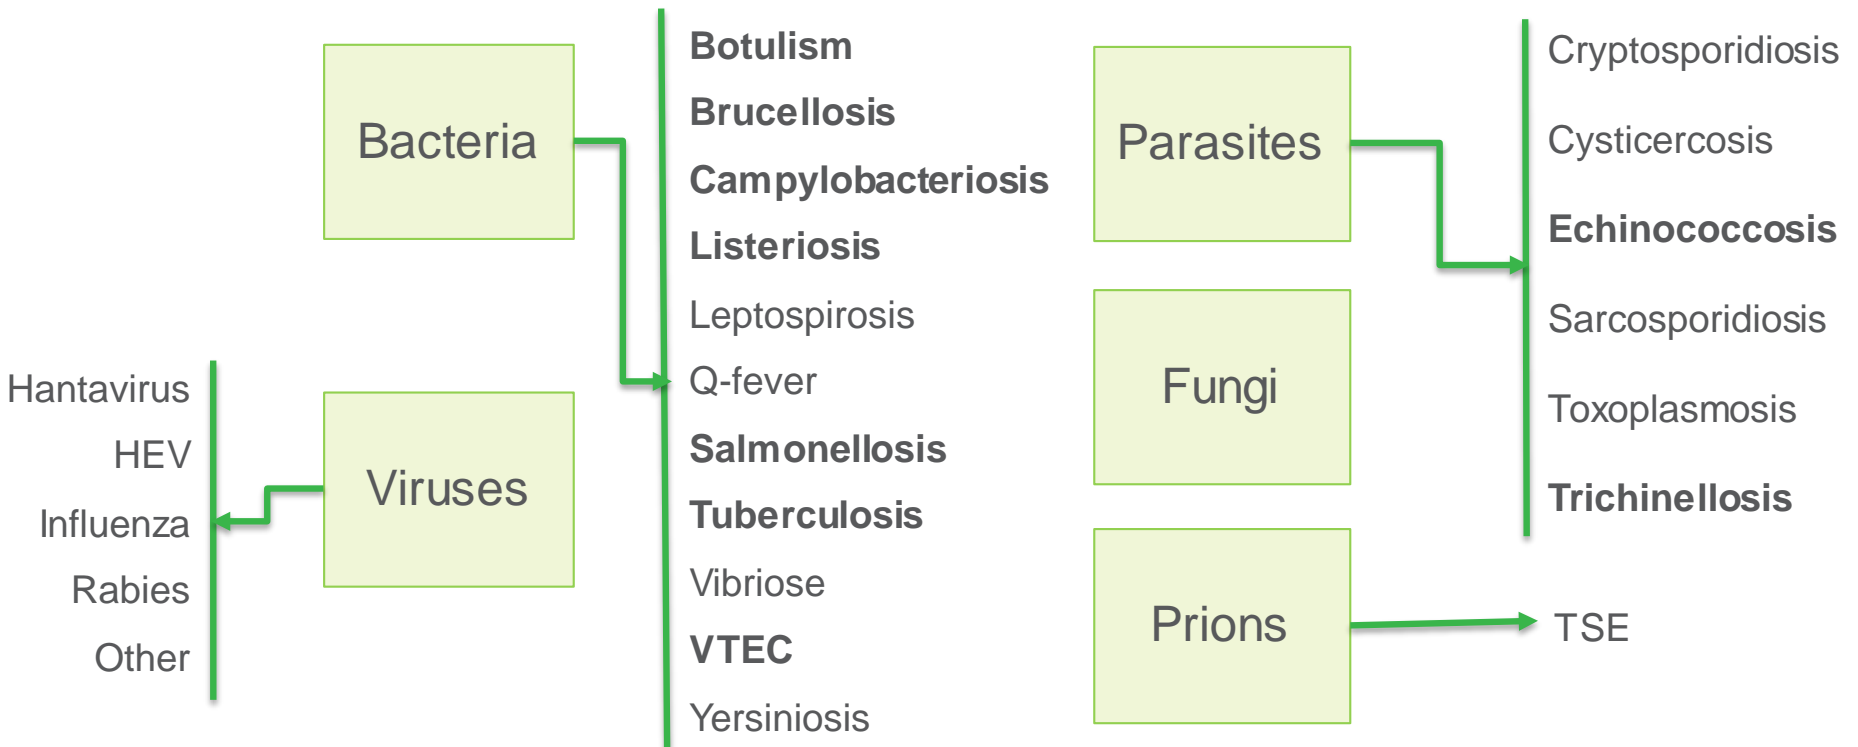 Bacteria
Botulism
Brucellosis
Campylobacteriosis
Listeriosis
Leptospirosis
Q-fever
Salmonellosis
Tuberculosis
Vibriose
VTEC
Yersiniosis
Viruses
Hantavirus
HEV
Influenza
Rabies
Other
Parasites
Cryptosporidiosis
Cysticercosis
Echinococcosis
Sarcosporidiosis
Toxoplasmosis
Trichinellosis
Fungi
Prions
TSE